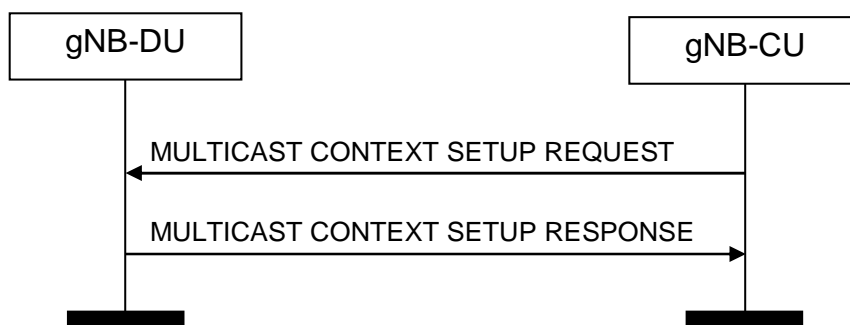 gNB-DU
gNB-CU
MULTICAST CONTEXT SETUP REQUEST
MULTICAST CONTEXT SETUP RESPONSE